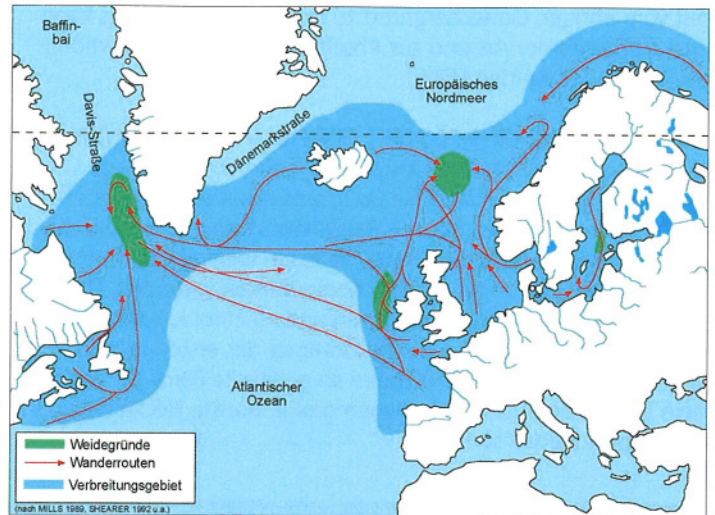 Baffin-
bai
Davis-Straße
Dänemarkstraße
Europäisches
Nordmeer
Atlantischer
Ozean
Weidegründe
Wanderrouten
Verbreitungsgebiet
(nach MILLS 1989, SHEARER 1992 u.a.)